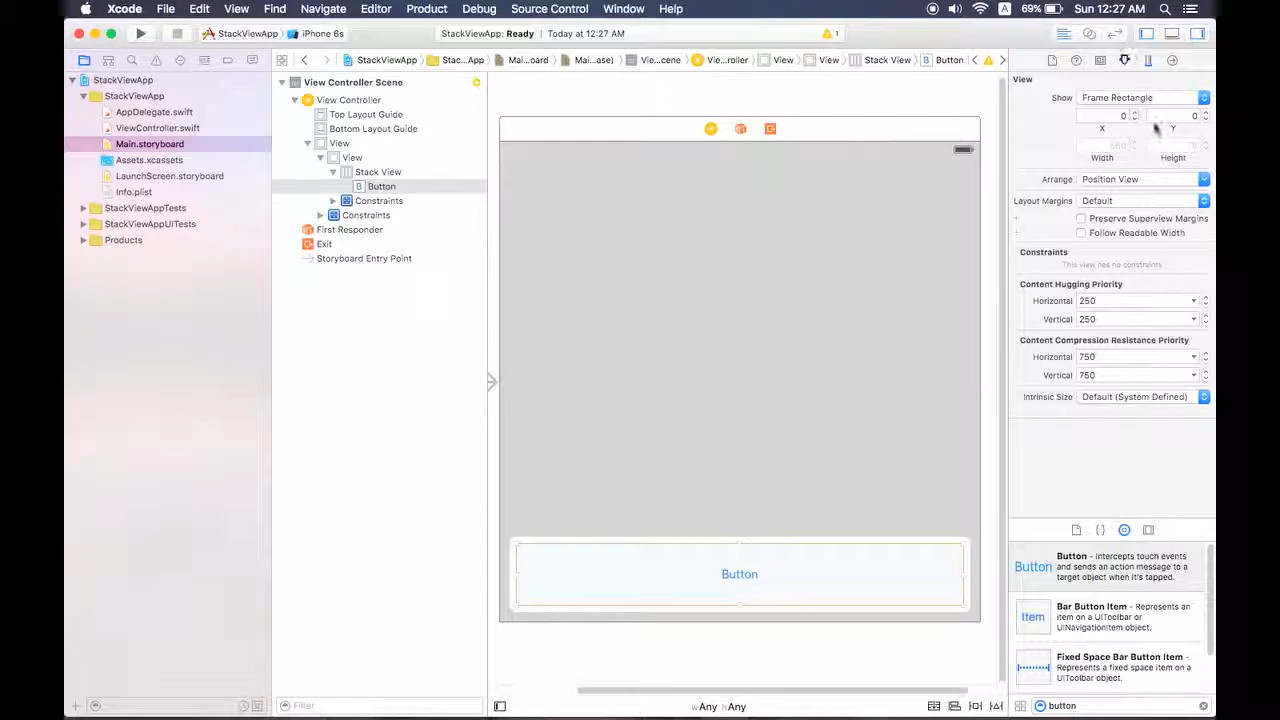 Xcode File Edit View Find Navigate Editor Product Debug Source Control Window Help A 69% Sun 12:27 AM
StackViewApp iPhone 6s StackViewApp: Ready Today at 12:27 AM 1
StackViewApp Stac...App Mai...oard Mai...ase) Vie...cene Vie...roller View View Stack View Button
StackViewApp
StackViewApp
AppDelegate.swift
ViewController.swift
Main.storyboard
Assets.xcassets
LaunchScreen.storyboard
Info.plist
StackViewAppTests
StackViewAppUITests
Products
View Controller Scene
View Controller
Top Layout Guide
Bottom Layout Guide
View
View
Stack View
B Button
Constraints
Constraints
First Responder
Exit
Storyboard Entry Point
Filter
Button
wAny hAny
View
Show Frame Rectangle
0 0
X Y
Width Height
Arrange Position View
Layout Margins Default
Preserve Superview Margins
Follow Readable Width
Constraints
This view has no constraints
Content Hugging Priority
Horizontal 250
Vertical 250
Content Compression Resistance Priority
Horizontal 750
Vertical 750
Intrinsic Size Default (System Defined)
Button
Button - Intercepts touch events
and sends an action message to a
target object when it's tapped.
Item
Bar Button Item - Represents an
item on a UIToolbar or
UINavigationItem object.
Fixed Space Bar Button Item -
Represents a fixed space item on a
UIToolbar object.
button